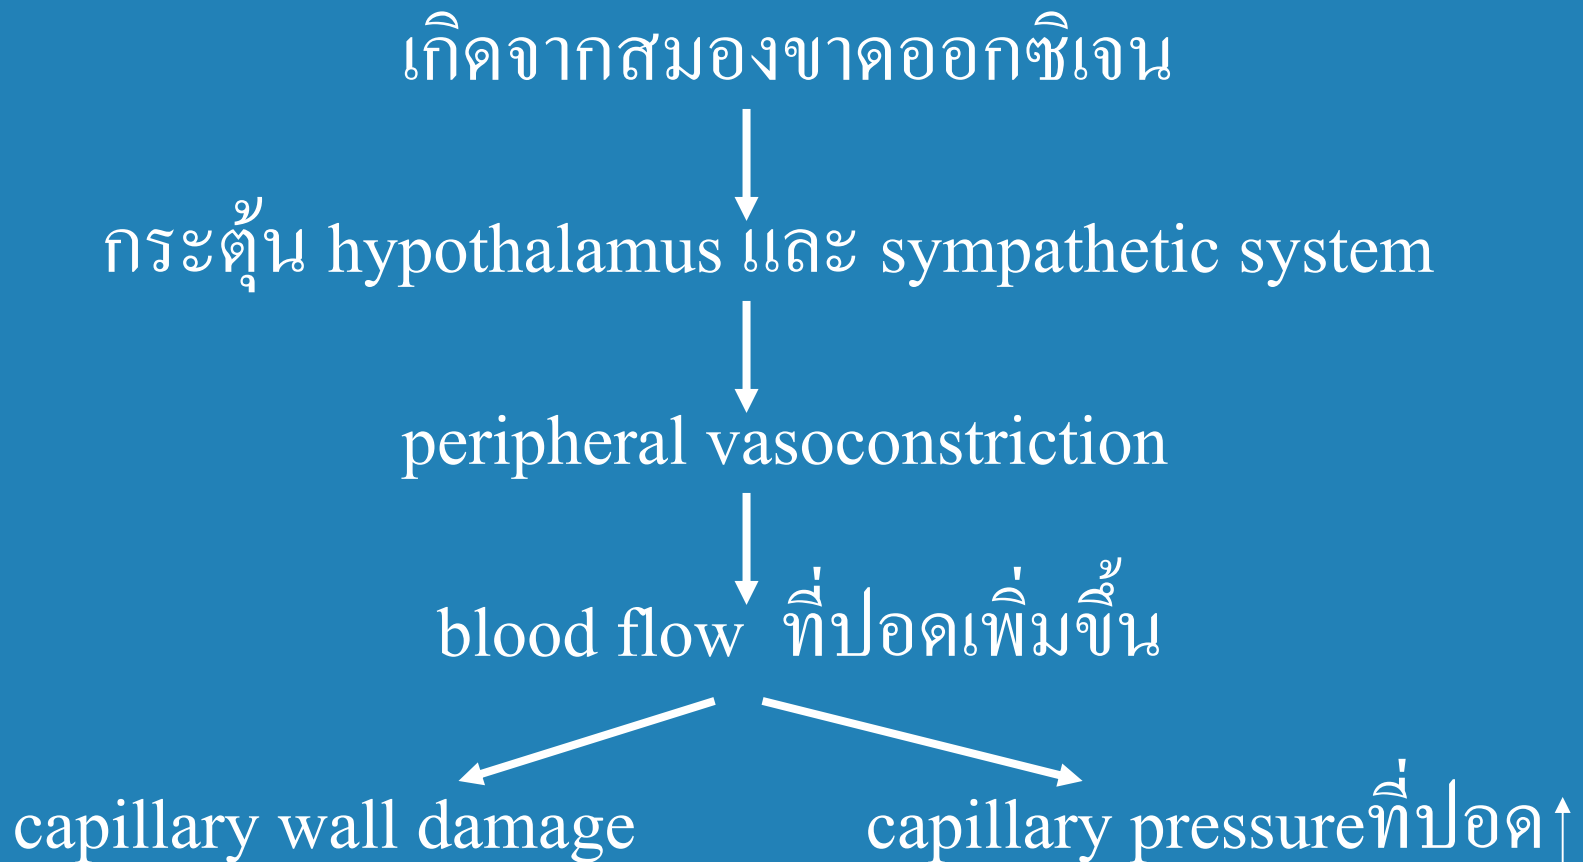 เกิดจากสมองขาดออกซิเจน
กระตุ้น hypothalamus และ sympathetic system
peripheral vasoconstriction
blood flow ที่ปอดเพิ่มขึ้น
capillary wall damage capillary pressureที่ปอด↑